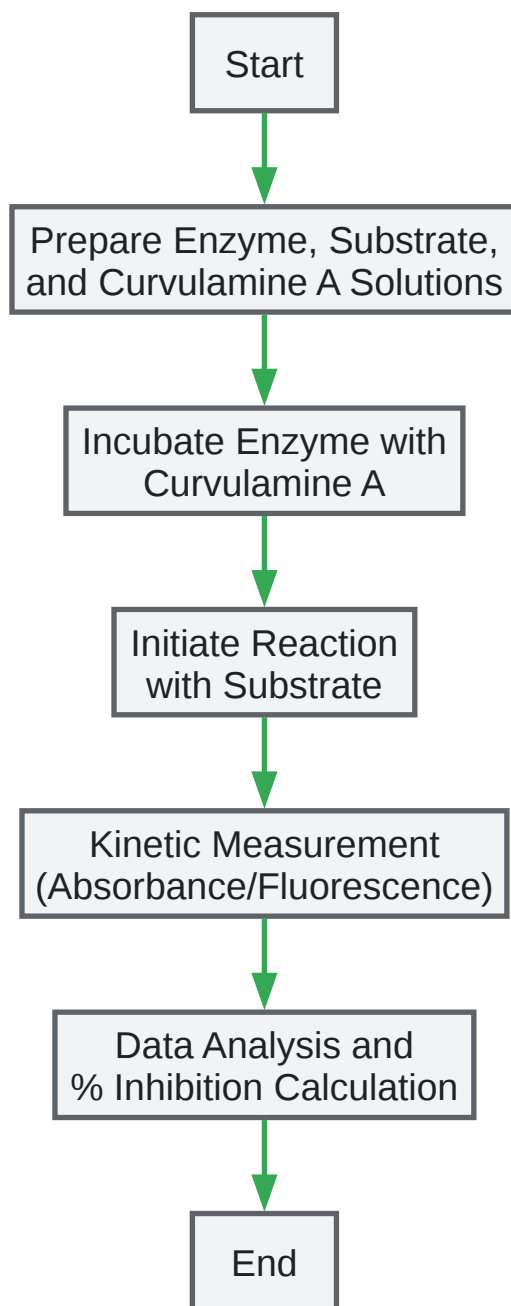 Start
Prepare Enzyme, Substrate,
and Curvulamine A Solutions
Incubate Enzyme with
Curvulamine A
Initiate Reaction
with Substrate
Kinetic Measurement
(Absorbance/Fluorescence)
Data Analysis and
% Inhibition Calculation
End